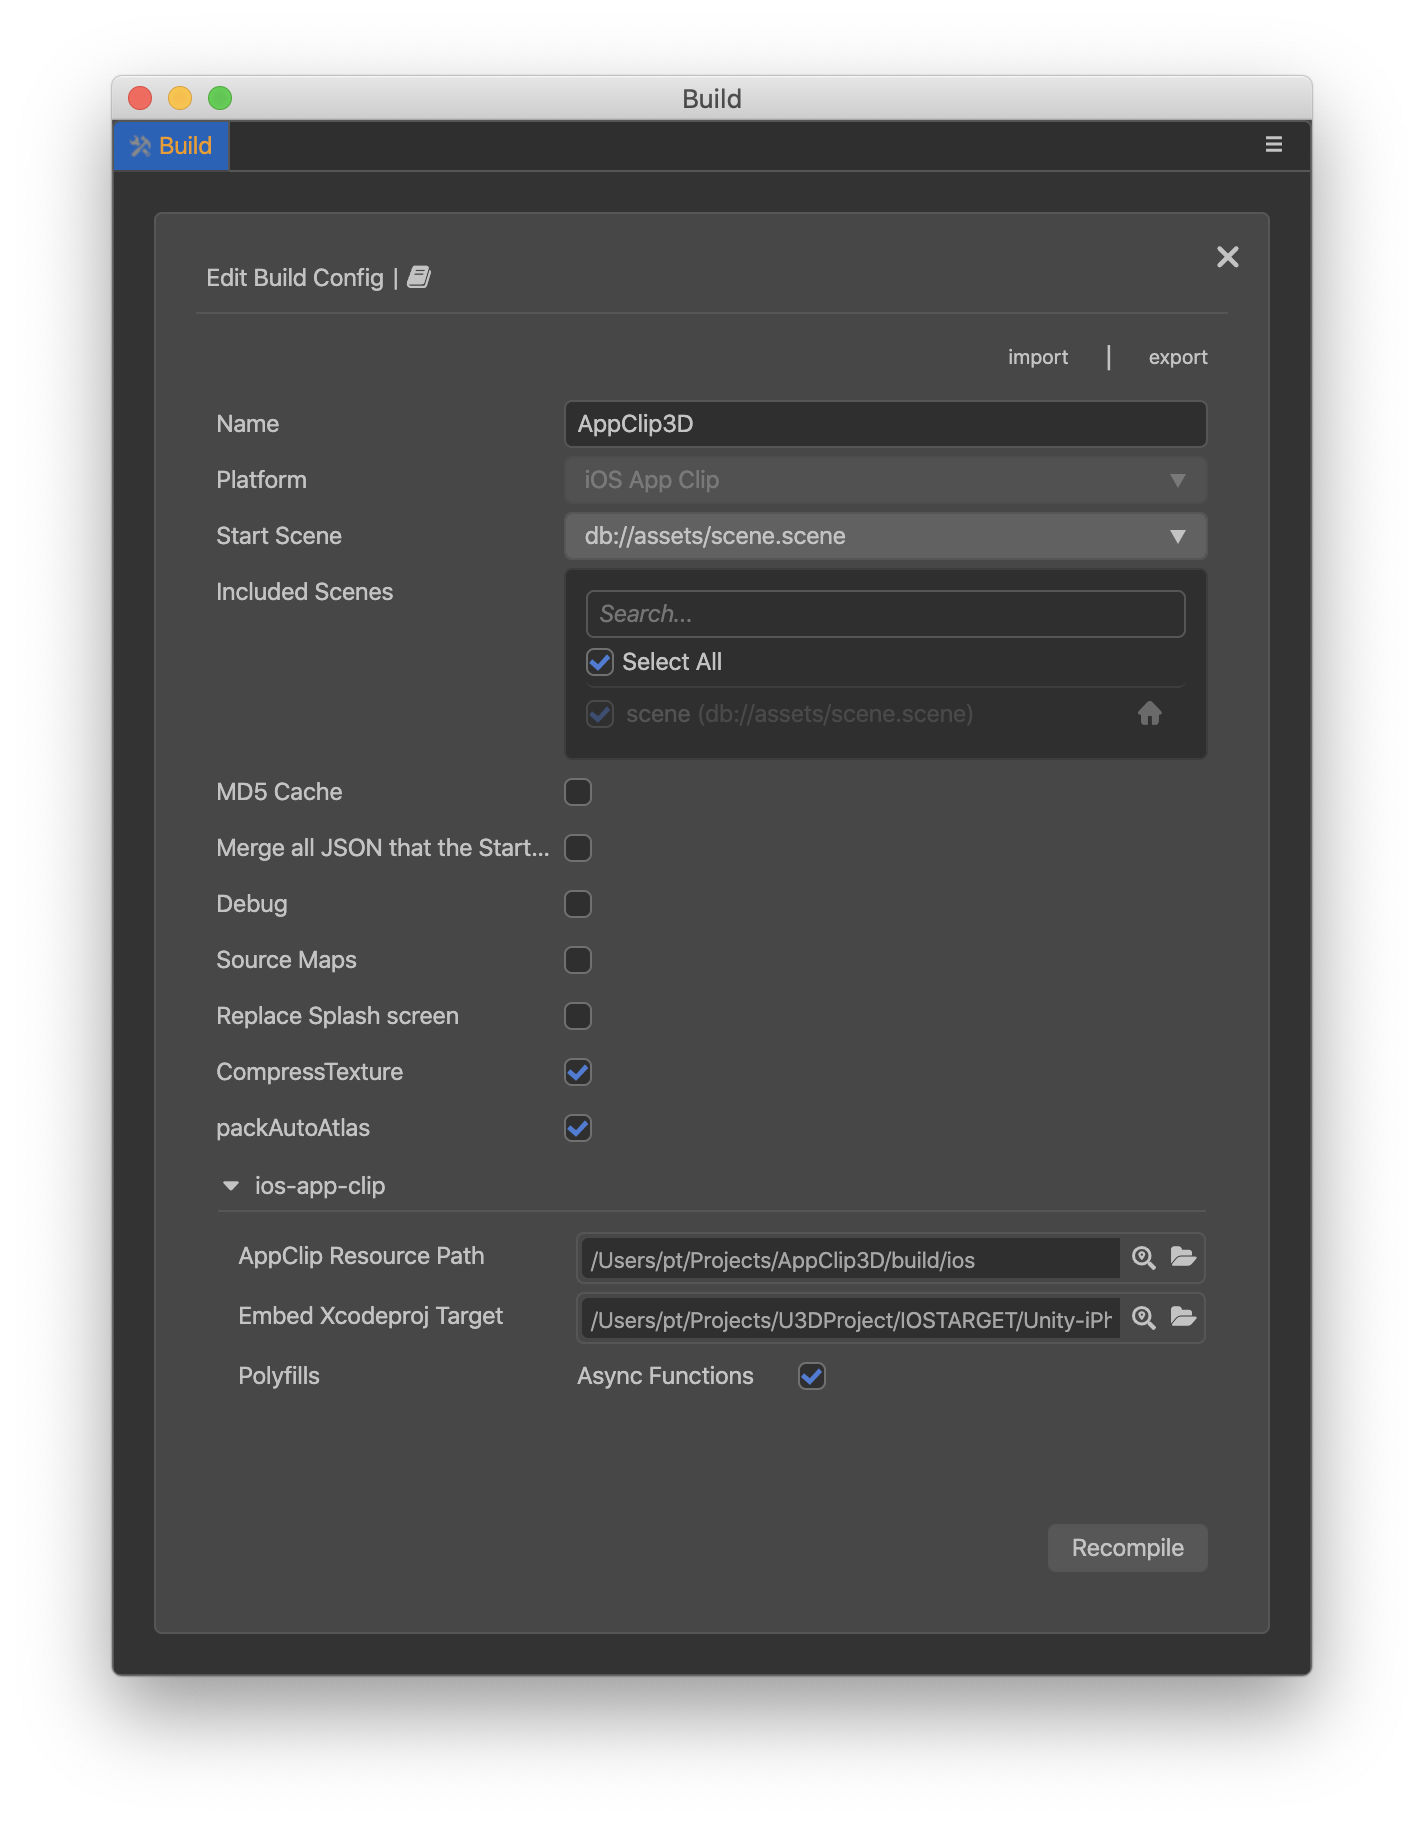 Build
Build
Edit Build Config |
import | export
Name AppClip3D
Platform iOS App Clip
Start Scene db://assets/scene.scene
Included Scenes
Search...
Select All
scene (db://assets/scene.scene)
MD5 Cache
Merge all JSON that the Start...
Debug
Source Maps
Replace Splash screen
CompressTexture
packAutoAtlas
ios-app-clip
AppClip Resource Path /Users/pt/Projects/AppClip3D/build/ios
Embed Xcodeproj Target /Users/pt/Projects/U3DProject/IOSTARGET/Unity-iPh
Polyfills Async Functions
Recompile